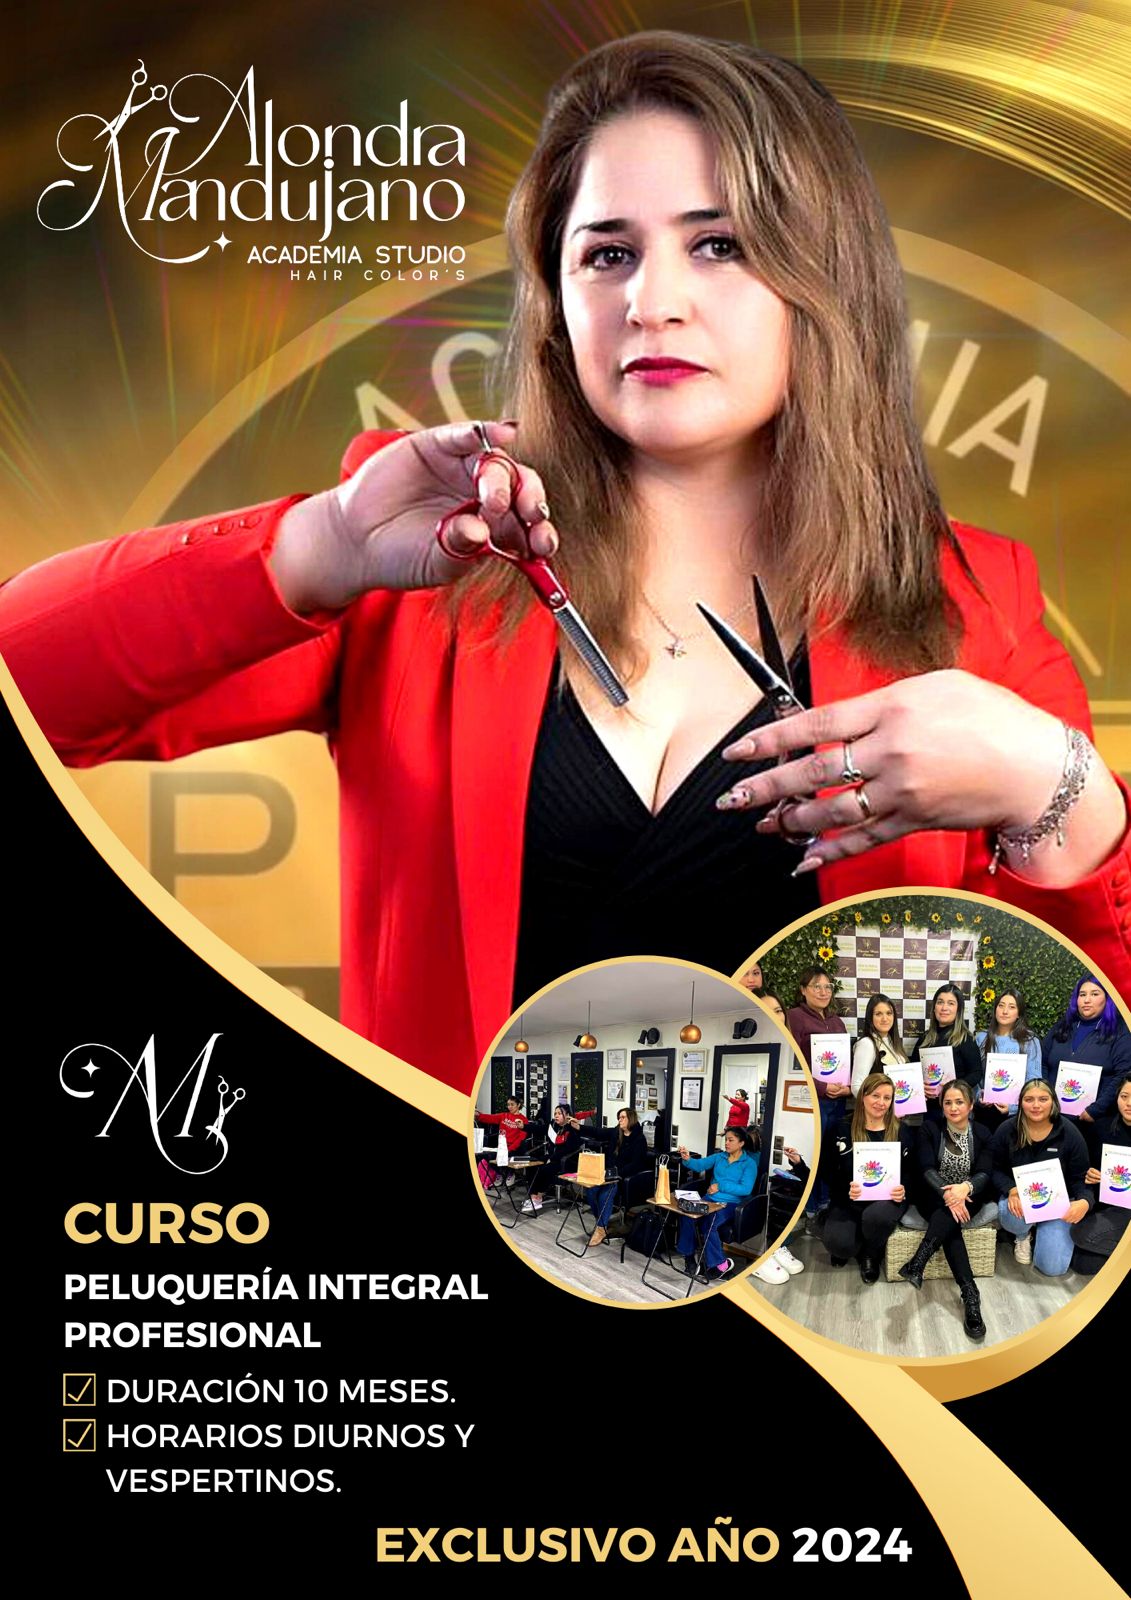 Alondra
Mandujano
ACADEMIA STUDIO
HAIR COLOR'S
P
AM
CURSO
PELUQUERÍA INTEGRAL
PROFESIONAL
DURACIÓN 10 MESES.
HORARIOS DIURNOS Y
VESPERTINOS.
EXCLUSIVO AÑO 2024